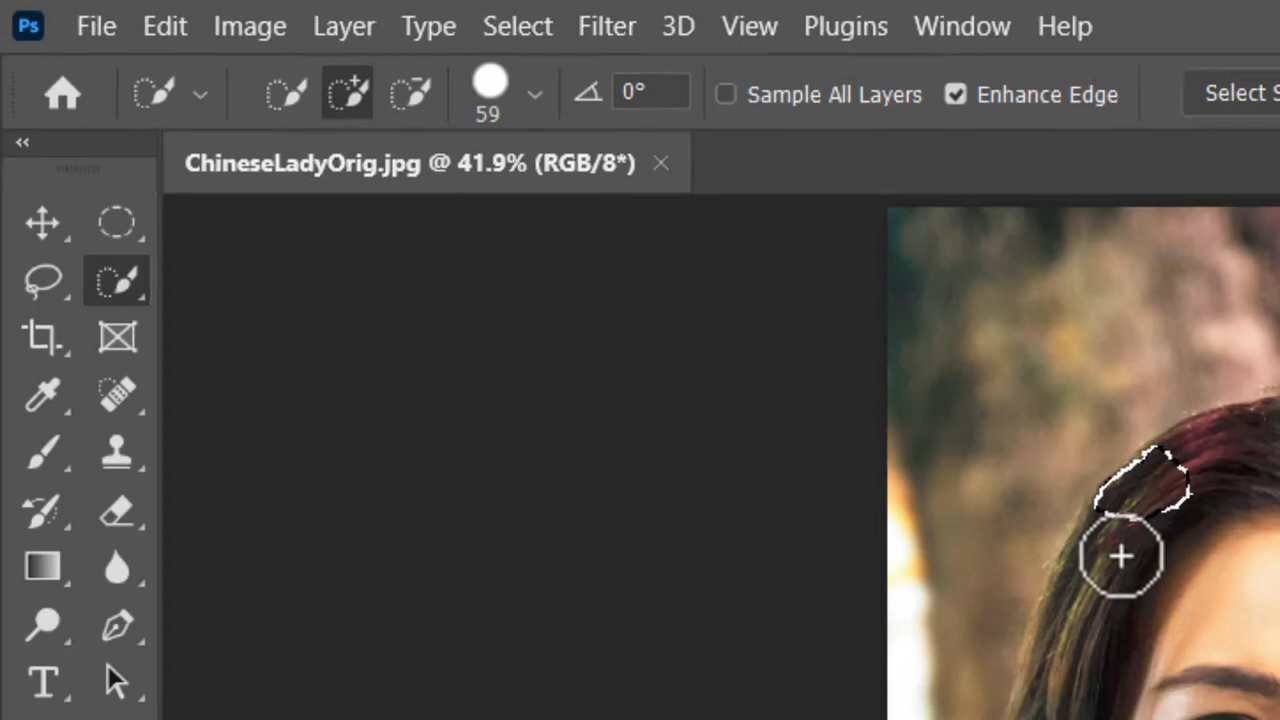 Ps File Edit Image Layer Type Select Filter 3D View Plugins Window Help
59 0° Sample All Layers Enhance Edge Select S
ChineseLadyOrig.jpg @ 41.9% (RGB/8*)